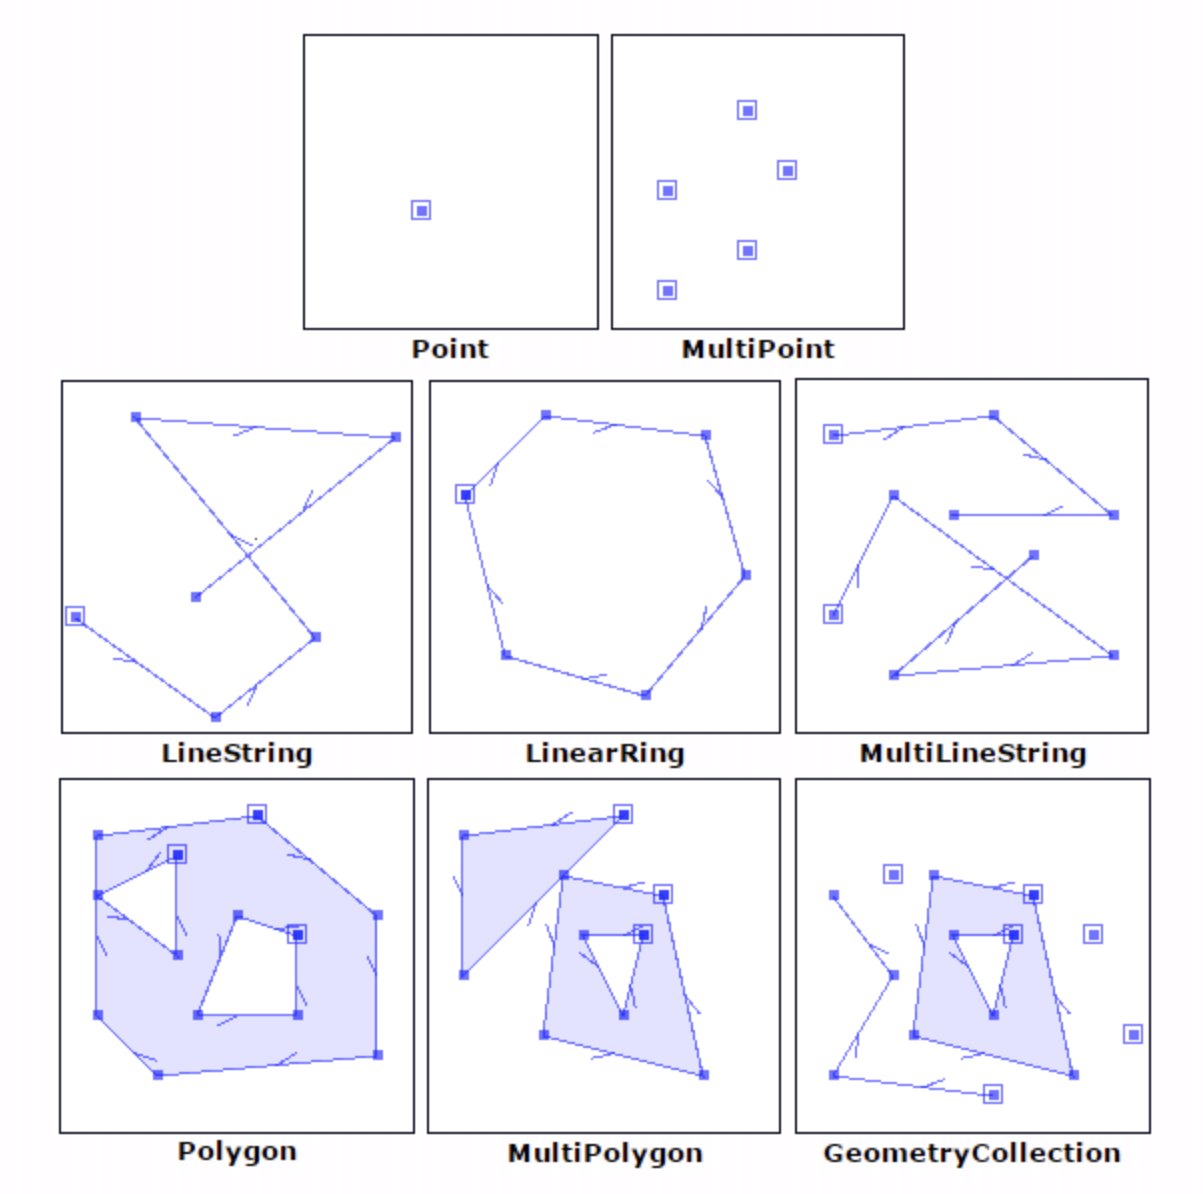 Point
MultiPoint
LineString
LinearRing
MultiLineString
Polygon
MultiPolygon
GeometryCollection